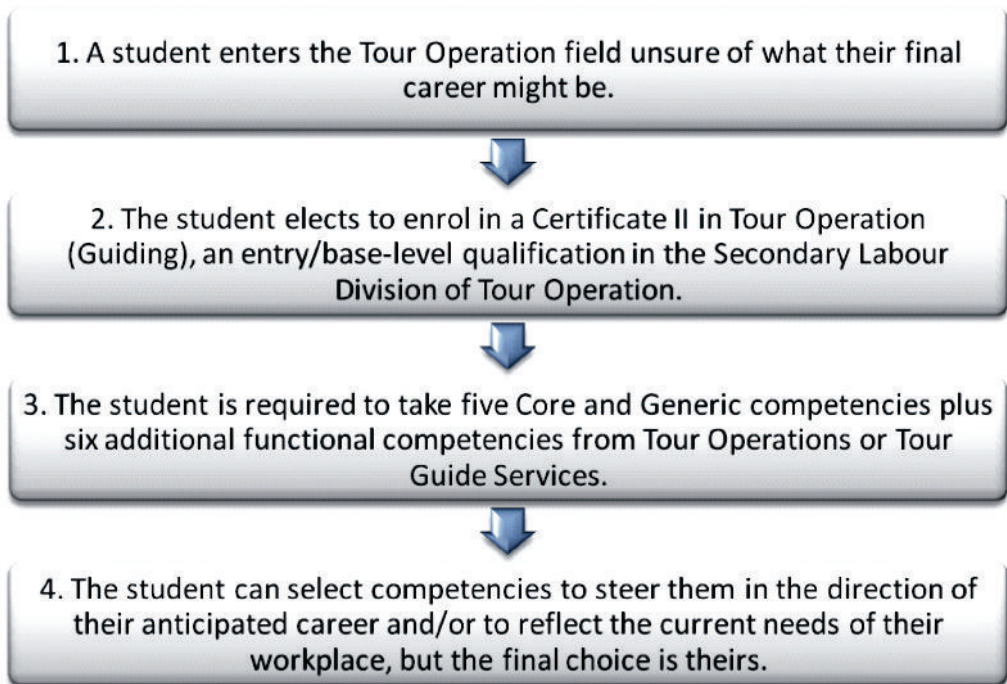 1. A student enters the Tour Operation field unsure of what their final
career might be.
2. The student elects to enrol in a Certificate II in Tour Operation
(Guiding), an entry/base-level qualification in the Secondary Labour
Division of Tour Operation.
3. The student is required to take five Core and Generic competencies plus
six additional functional competencies from Tour Operations or Tour
Guide Services.
4. The student can select competencies to steer them in the direction of
their anticipated career and/or to reflect the current needs of their
workplace, but the final choice is theirs.